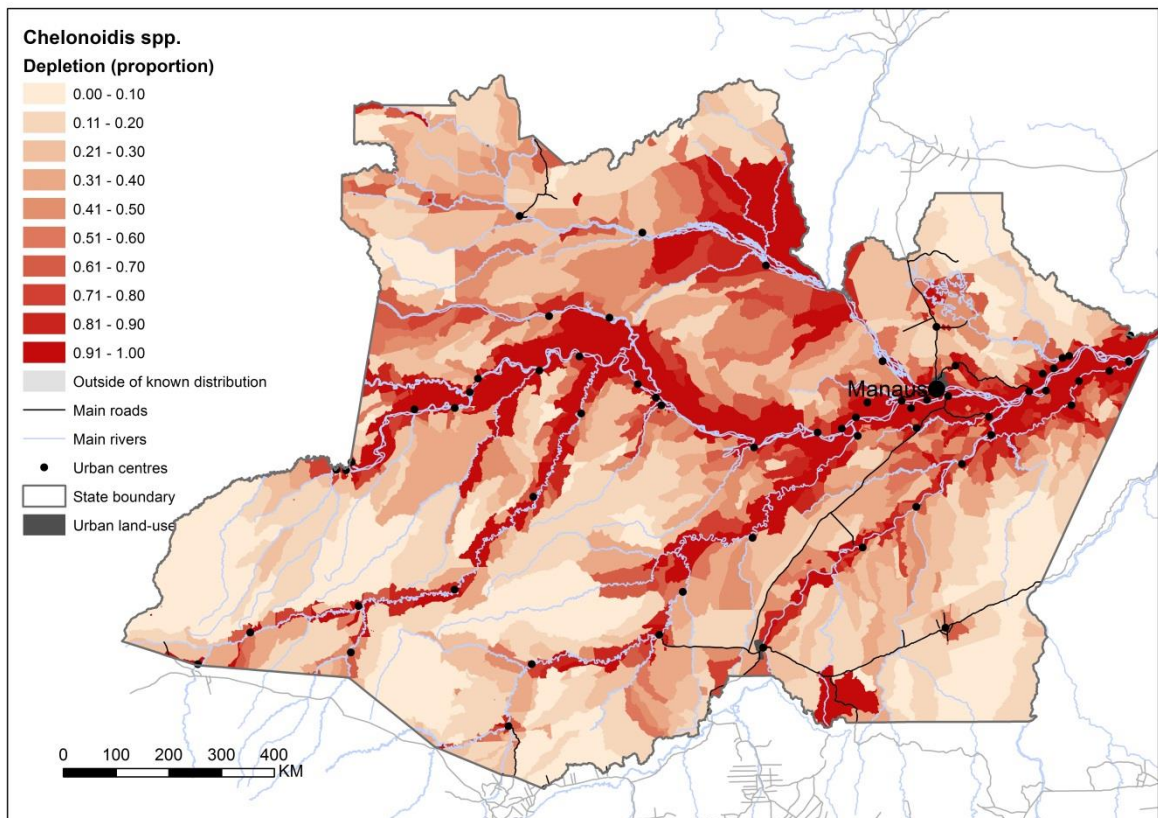 Chelonoidis spp.
Depletion (proportion)
0.00 - 0.10
0.11 - 0.20
0.21 - 0.30
0.31 - 0.40
0.41 - 0.50
0.51 - 0.60
0.61 - 0.70
0.71 - 0.80
0.81 - 0.90
0.91 - 1.00
Outside of known distribution
Main roads
Main rivers
Urban centres
State boundary
Urban land-use
Manaus
0 100 200 300 400
KM